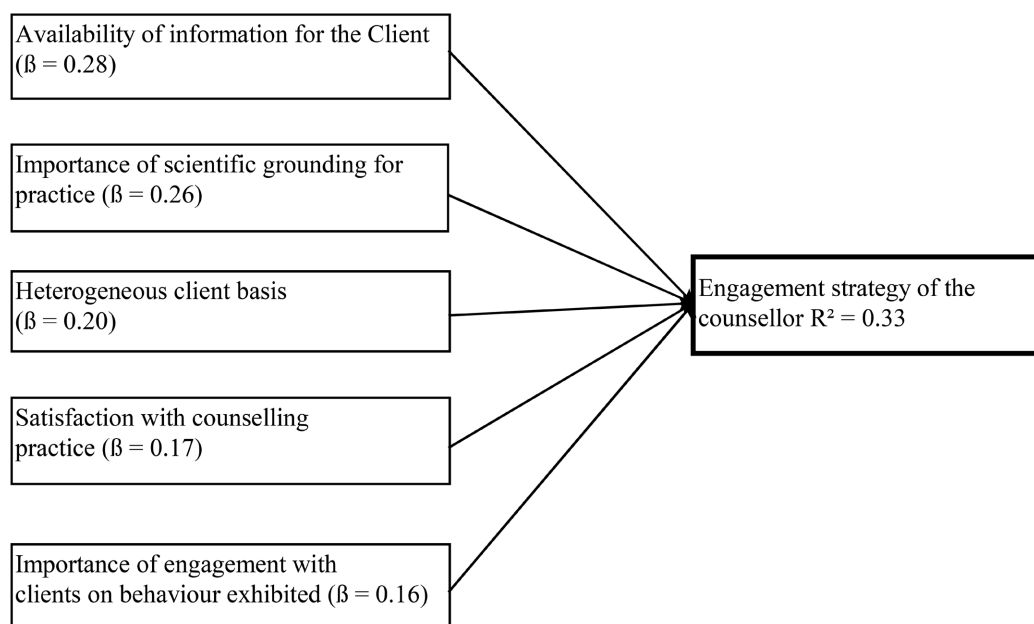 Availability of information for the Client
(ß = 0.28)
Importance of scientific grounding for
practice (ß = 0.26)
Heterogeneous client basis
(ß = 0.20)
Satisfaction with counselling
practice (ß = 0.17)
Importance of engagement with
clients on behaviour exhibited (ß = 0.16)
Engagement strategy of the
counsellor R² = 0.33